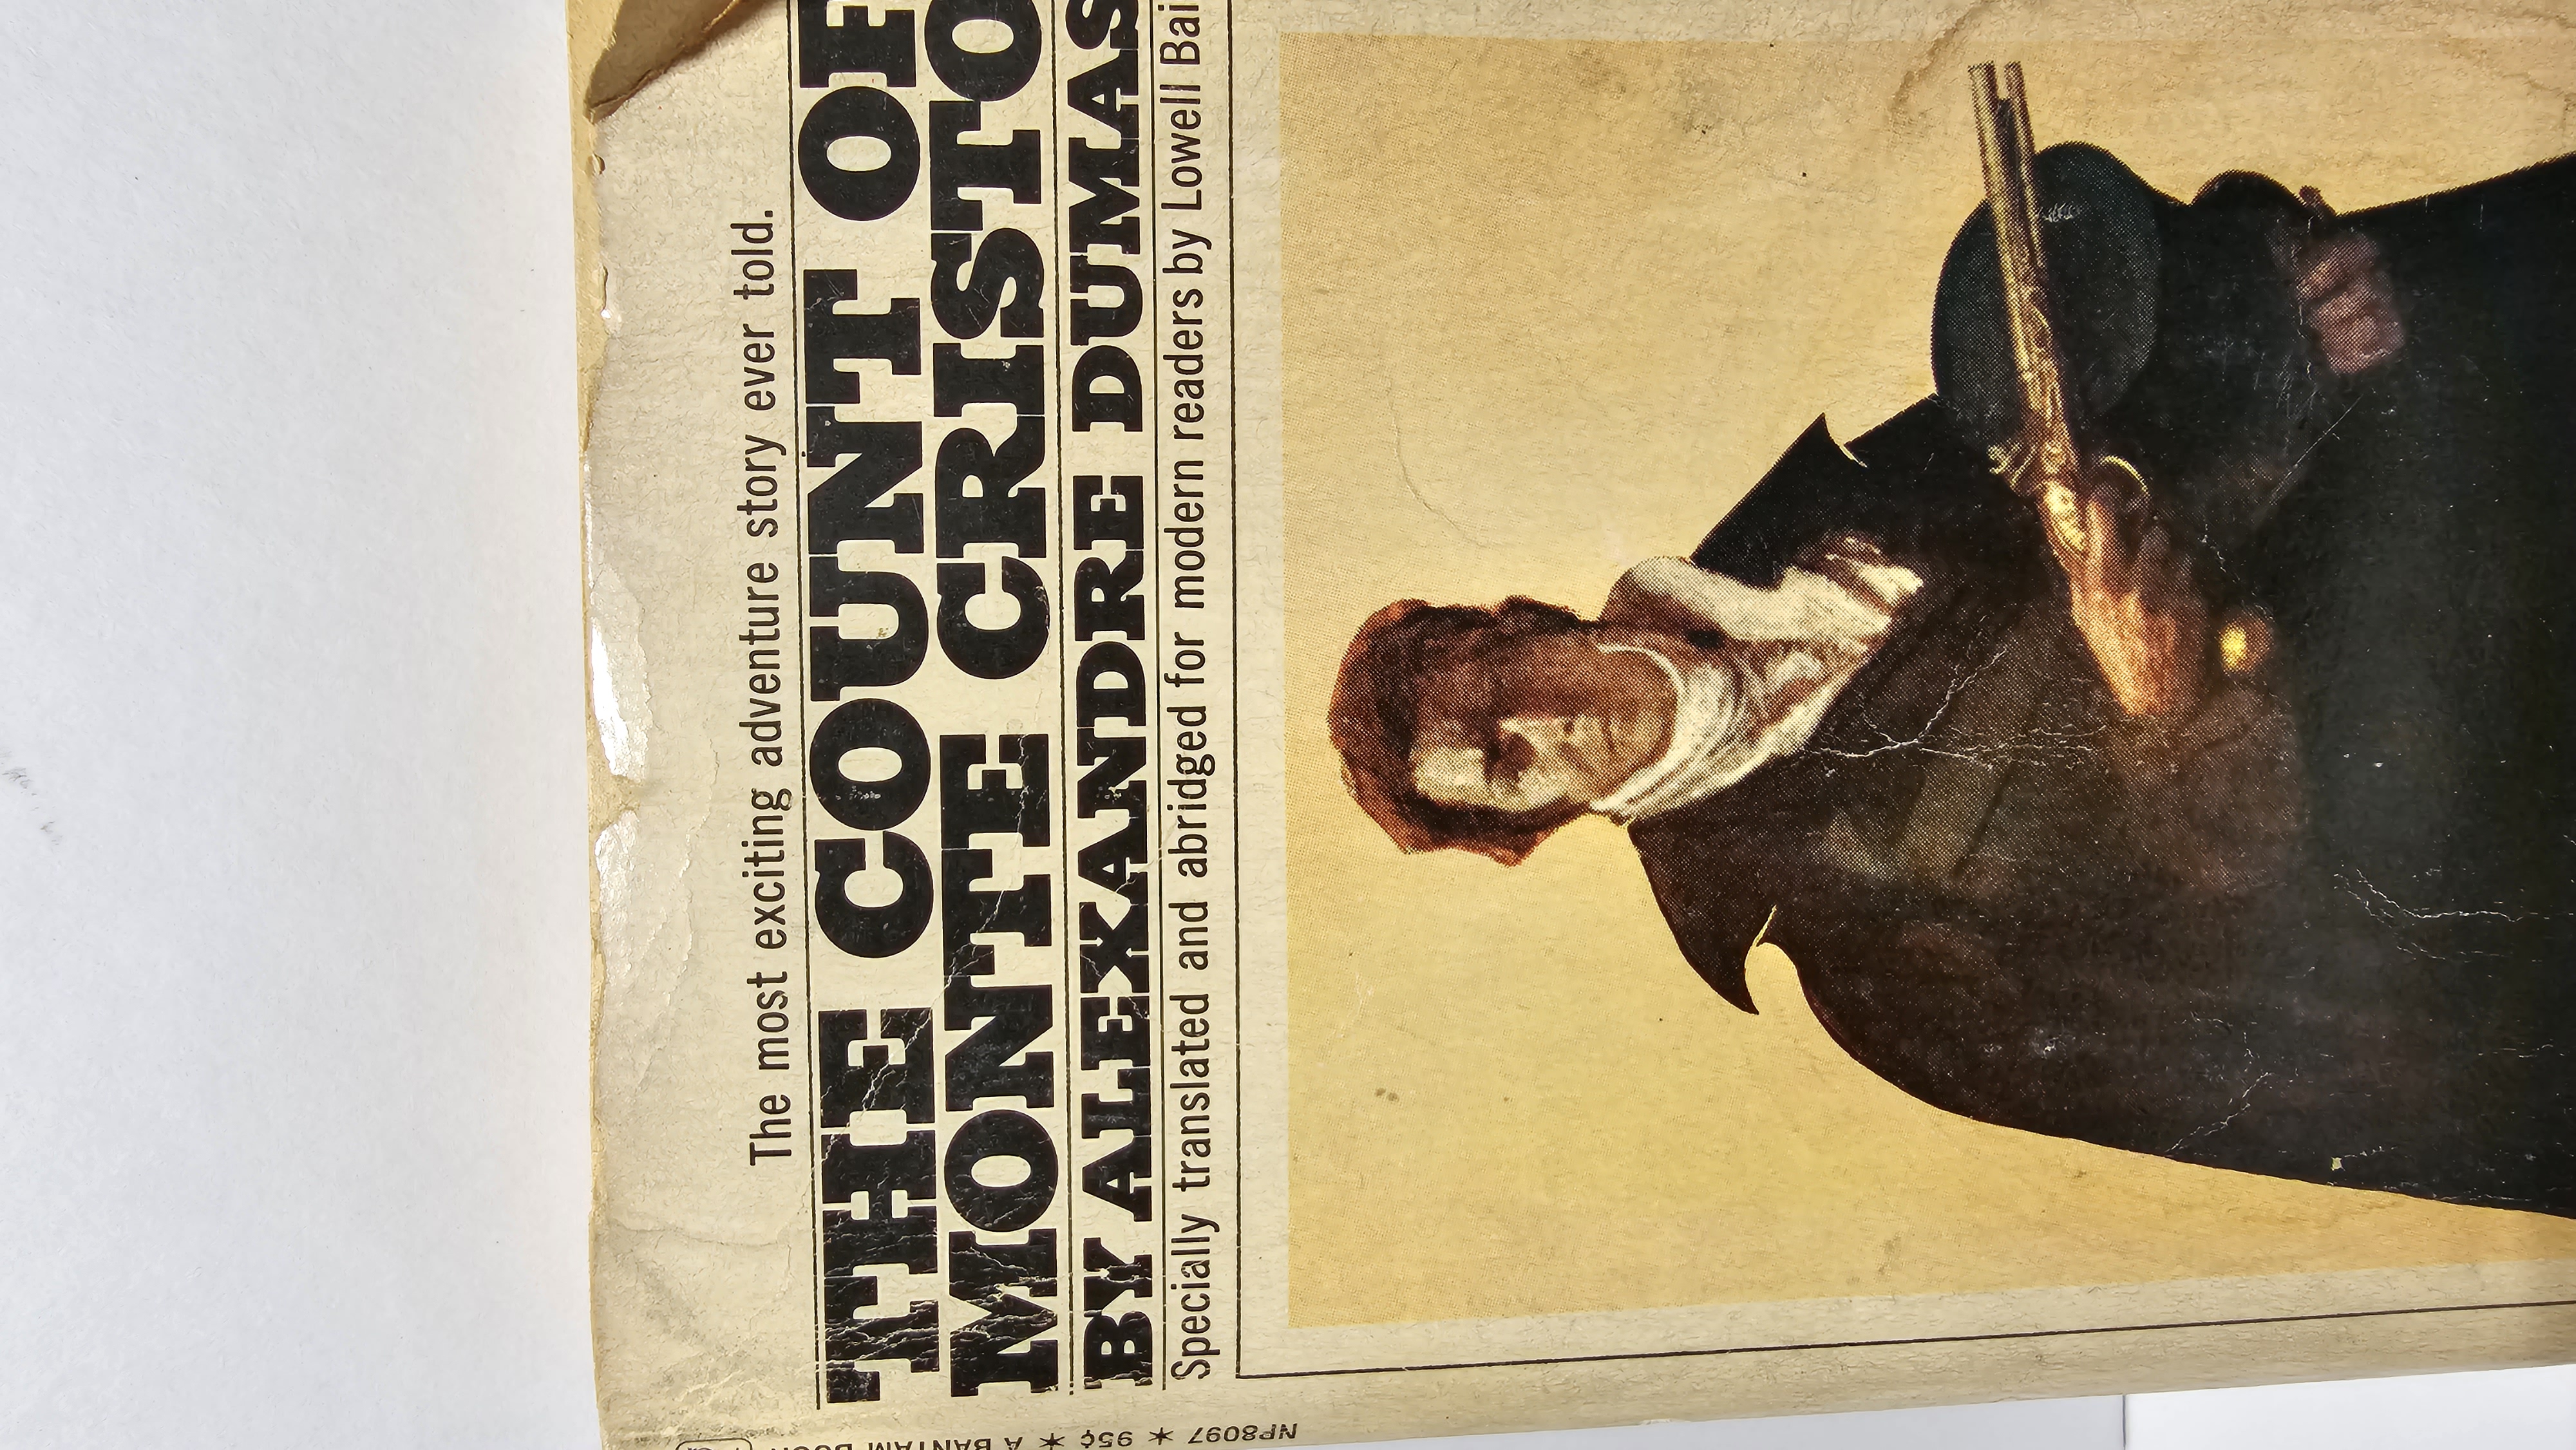 The most exciting adventure story ever told.
THE COUNT OF
MONTE CRISTO
BY ALEXANDRE DUMAS
Specially translated and abridged for modern readers by Lowell Bai
NP8097 * 95¢ * A BANTAM